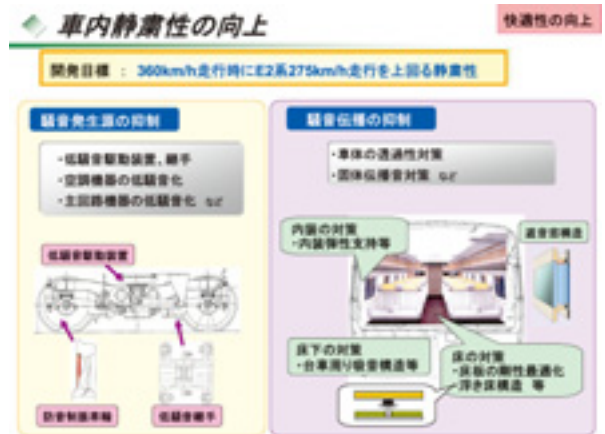 車内静粛性の向上
快適性の向上
開発目標 : 360km/h走行時にE2系275km/h走行を上回る静粛性
騒音発生源の抑制
・低騒音駆動装置、継手
・空調機器の低騒音化
・主回路機器の低騒音化 など
低騒音駆動装置
防音制振車輪
低騒音継手
騒音伝播の抑制
・車体の透過性対策
・固体伝播音対策 など
内装の対策
・内装弾性支持等
遮音窓構造
床下の対策
・台車周り吸音構造等
床の対策
・床板の剛性最適化
浮き床構造 等